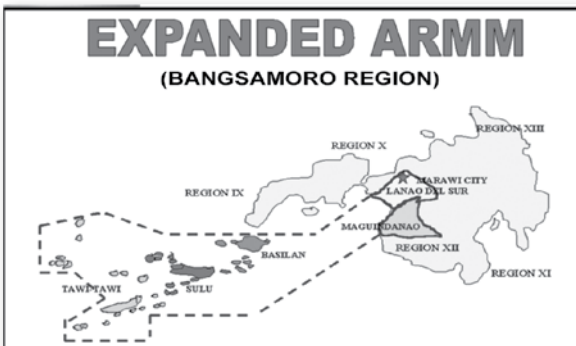 EXPANDED ARMM
(BANGSAMORO REGION)
REGION XIII
REGION X
MARAWI CITY
LANAO DEL SUR
REGION IX
MAGUINDANAO
REGION XII
BASILAN
REGION XI
TAWI-TAWI
SULU